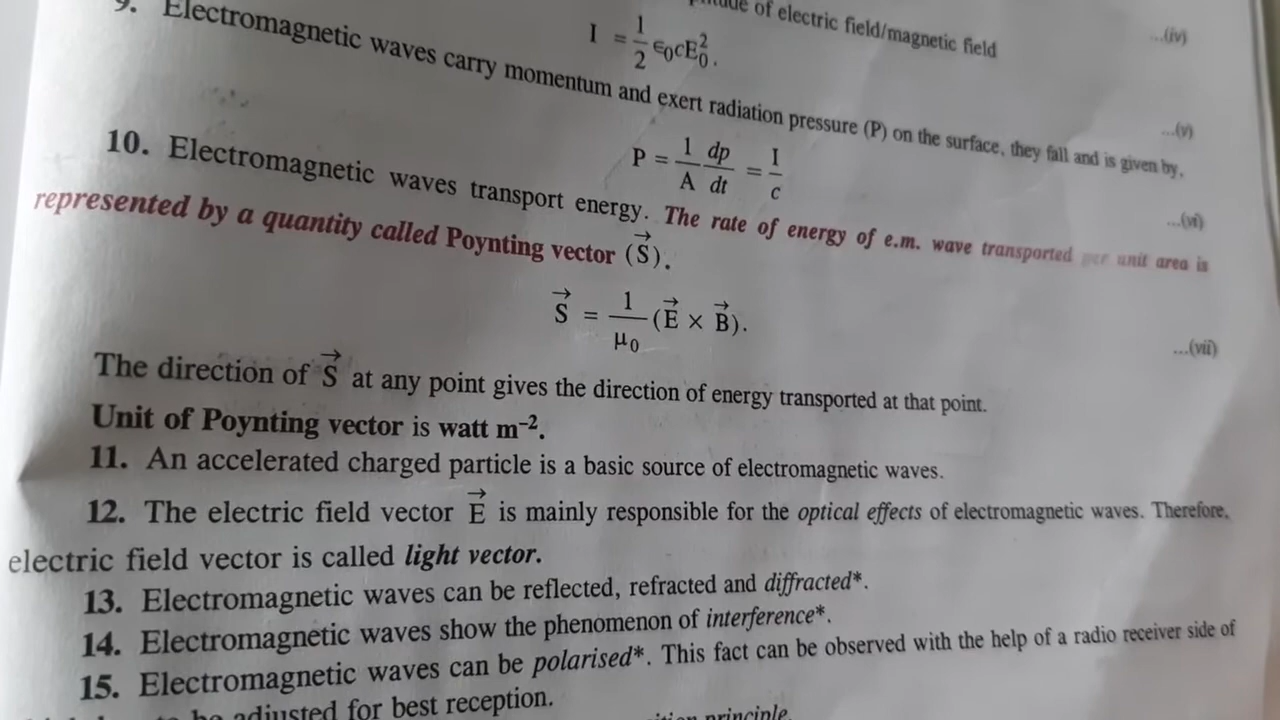 of electric field/magnetic field
I = 1/2 ϵ₀cE₀². ...(iv)
9. Electromagnetic waves carry momentum and exert radiation pressure (P) on the surface, they fall and is given by, ...(v)
P = 1/A dp/dt = I/c ...(vi)
10. Electromagnetic waves transport energy. The rate of energy of e.m. wave transported per unit area is
represented by a quantity called Poynting vector (S⃗).
S⃗ = 1/μ₀ (E⃗ × B⃗). ...(vii)
The direction of S⃗ at any point gives the direction of energy transported at that point.
Unit of Poynting vector is watt m⁻².
11. An accelerated charged particle is a basic source of electromagnetic waves.
12. The electric field vector E⃗ is mainly responsible for the optical effects of electromagnetic waves. Therefore,
electric field vector is called light vector.
13. Electromagnetic waves can be reflected, refracted and diffracted*.
14. Electromagnetic waves show the phenomenon of interference*.
15. Electromagnetic waves can be polarised*. This fact can be observed with the help of a radio receiver side of
be adjusted for best reception.
principle.